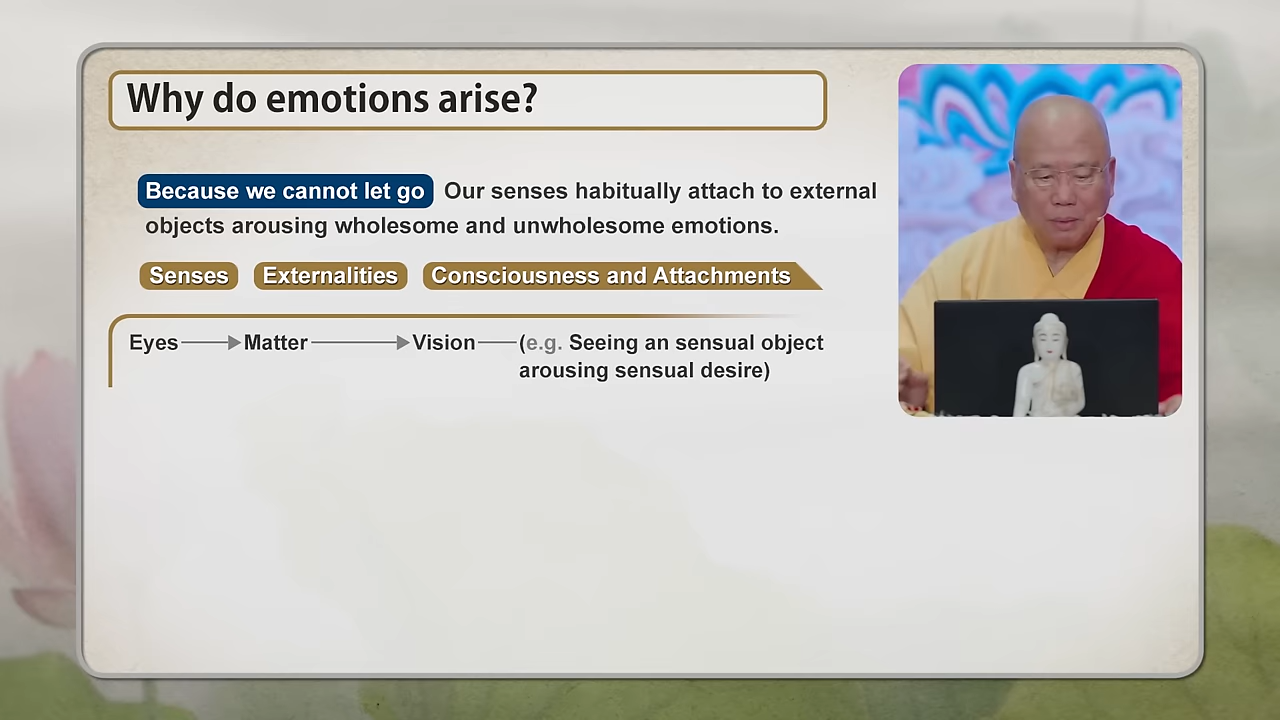 Why do emotions arise?
Because we cannot let go Our senses habitually attach to external
objects arousing wholesome and unwholesome emotions.
Senses Externalities Consciousness and Attachments
Eyes Matter Vision (e.g. Seeing an sensual object
arousing sensual desire)